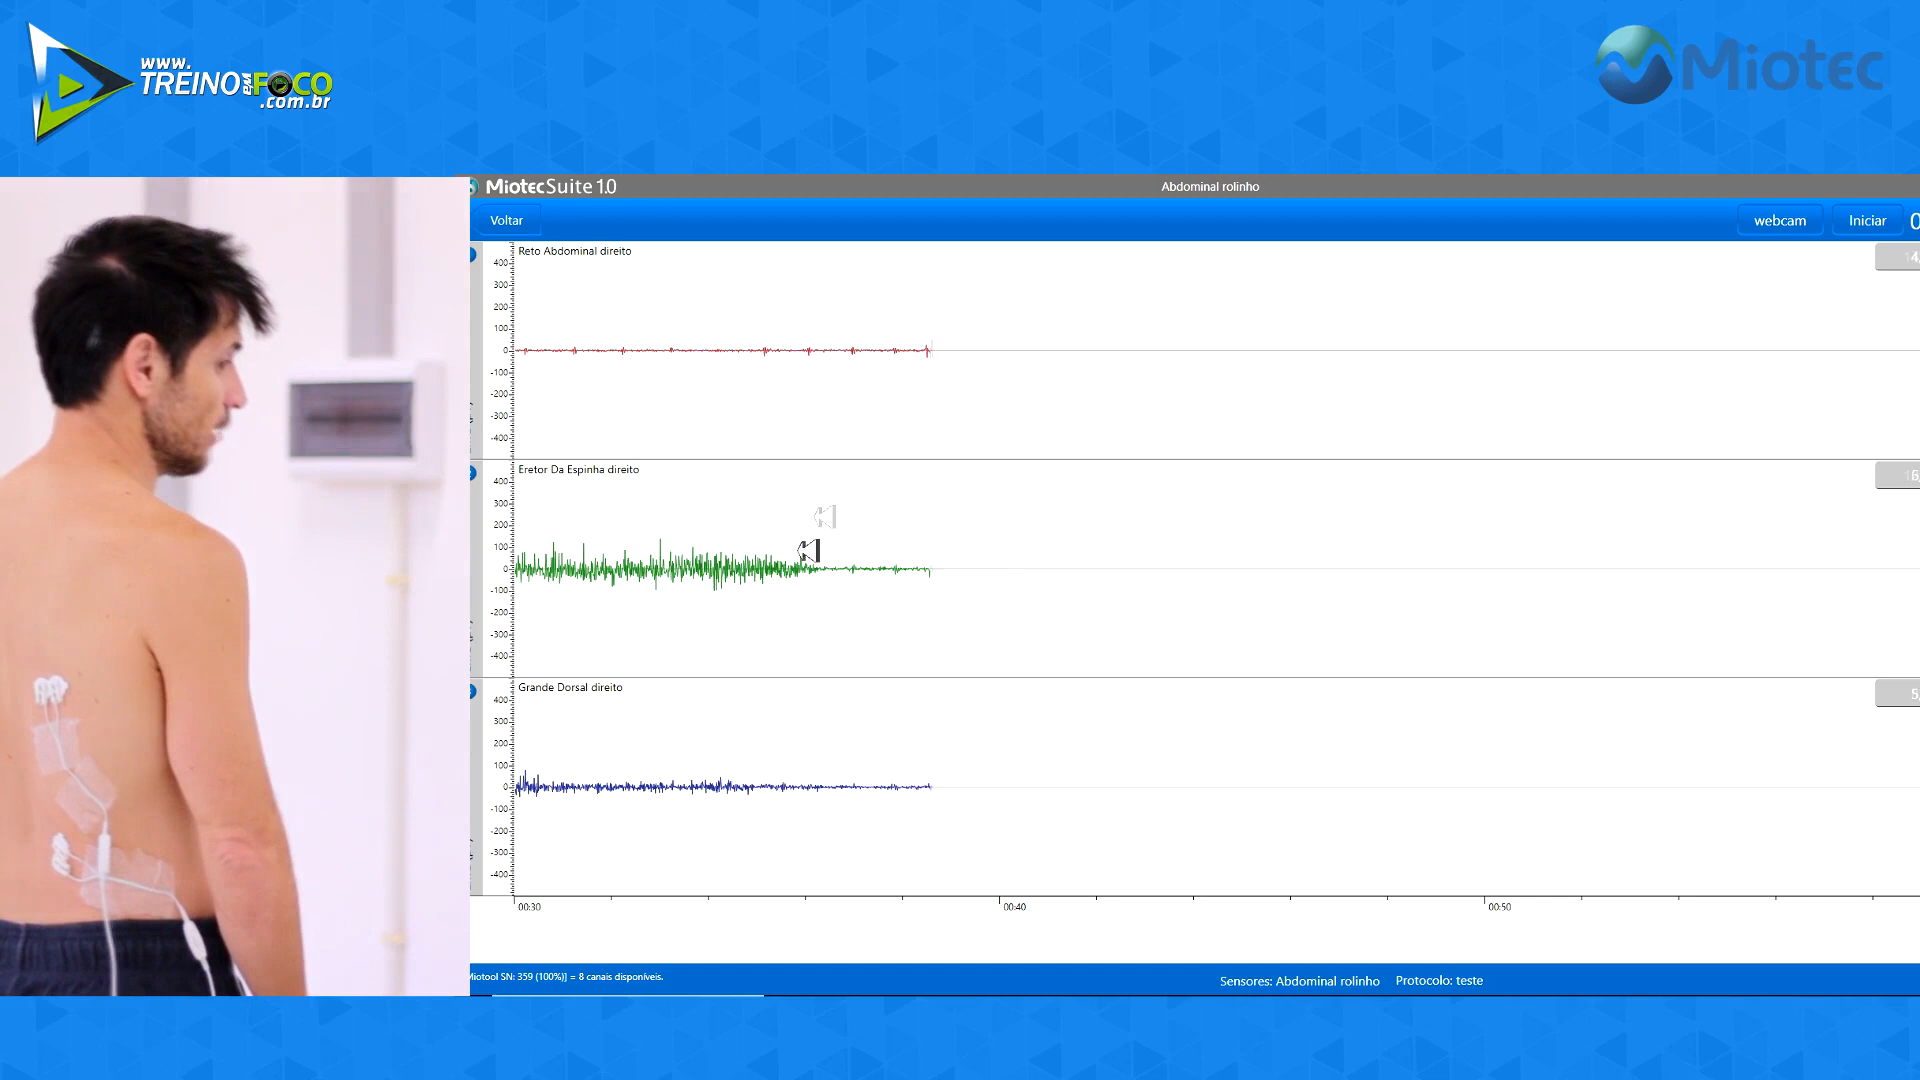 www.
TREINO em FOCO
.com.br
Miotec
MiotecSuite 1.0
Abdominal rolinho
Voltar
webcam
Iniciar
0
Reto Abdominal direito
400
300
200
100
0
-100
-200
-300
-400
Eretor Da Espinha direito
400
300
200
100
0
-100
-200
-300
-400
Grande Dorsal direito
400
300
200
100
0
-100
-200
-300
-400
00:30
00:40
00:50
Miotool SN: 359 (100%)] = 8 canais disponíveis.
Sensores: Abdominal rolinho
Protocolo: teste